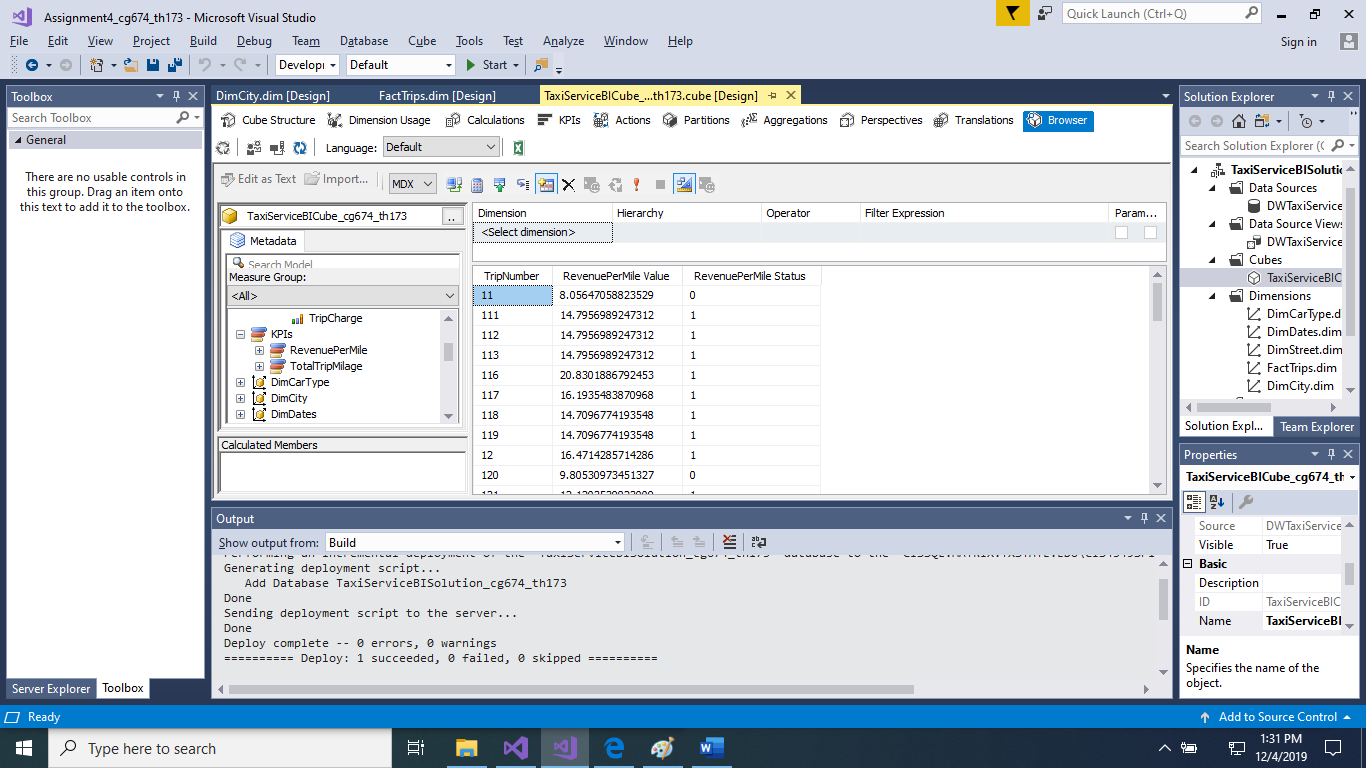 Assignment4_cg674_th173 - Microsoft Visual Studio
Quick Launch (Ctrl+Q)
File Edit View Project Build Debug Team Database Cube Tools Test Analyze Window Help
Sign in
Developı Default Start
Toolbox
Search Toolbox
General
There are no usable controls in
this group. Drag an item onto
this text to add it to the toolbox.
Server Explorer Toolbox
DimCity.dim [Design] FactTrips.dim [Design] TaxiServiceBICube_...th173.cube [Design]
Cube Structure Dimension Usage Calculations KPIs Actions Partitions Aggregations Perspectives Translations Browser
Language: Default
Edit as Text Import... MDX
TaxiServiceBICube_cg674_th173 ..
Metadata
Search Model
Measure Group:
<All>
TripCharge
KPIs
RevenuePerMile
TotalTripMilage
DimCarType
DimCity
DimDates
Calculated Members
Dimension Hierarchy Operator Filter Expression Param...
<Select dimension>
TripNumber RevenuePerMile Value RevenuePerMile Status
11 8.05647058823529 0
111 14.7956989247312 1
112 14.7956989247312 1
113 14.7956989247312 1
116 20.8301886792453 1
117 16.1935483870968 1
118 14.7096774193548 1
119 14.7096774193548 1
12 16.4714285714286 1
120 9.80530973451327 0
Output
Show output from: Build
Performing an incremental deployment of the 'TaxiServiceBISolution_cg674_th173' database to the
Generating deployment script...
Add Database TaxiServiceBISolution_cg674_th173
Done
Sending deployment script to the server...
Done
Deploy complete -- 0 errors, 0 warnings
========== Deploy: 1 succeeded, 0 failed, 0 skipped ==========
Solution Explorer
Search Solution Explorer (C
TaxiServiceBISolutio
Data Sources
DWTaxiService
Data Source Views
DWTaxiService
Cubes
TaxiServiceBIC
Dimensions
DimCarType.d
DimDates.dim
DimStreet.dim
FactTrips.dim
DimCity.dim
Solution Expl... Team Explorer
Properties
TaxiServiceBICube_cg674_th
Source DWTaxiService
Visible True
Basic
Description
ID TaxiServiceBIC
Name TaxiServiceBI
Name
Specifies the name of the
object.
Ready
Add to Source Control
Type here to search
1:31 PM
12/4/2019